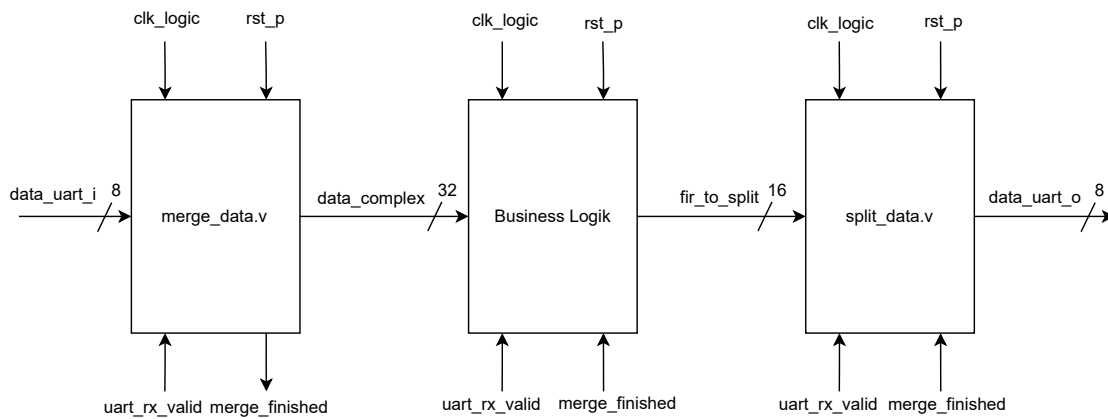 clk_logic
rst_p
clk_logic
rst_p
clk_logic
rst_p
data_uart_i
8
merge_data.v
data_complex
32
Business Logik
fir_to_split
16
split_data.v
data_uart_o
8
uart_rx_valid
merge_finished
uart_rx_valid
merge_finished
uart_rx_valid
merge_finished